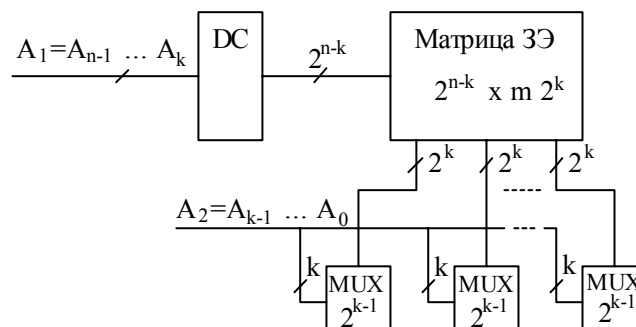 DC
Матрица ЗЭ
A₁=Aₙ₋₁ ... Aₖ
2ⁿ⁻ᵏ
2ⁿ⁻ᵏ x m 2ᵏ
2ᵏ 2ᵏ 2ᵏ
A₂=Aₖ₋₁ ... A₀
k k k
MUX MUX MUX
2ᵏ⁻¹ 2ᵏ⁻¹ 2ᵏ⁻¹